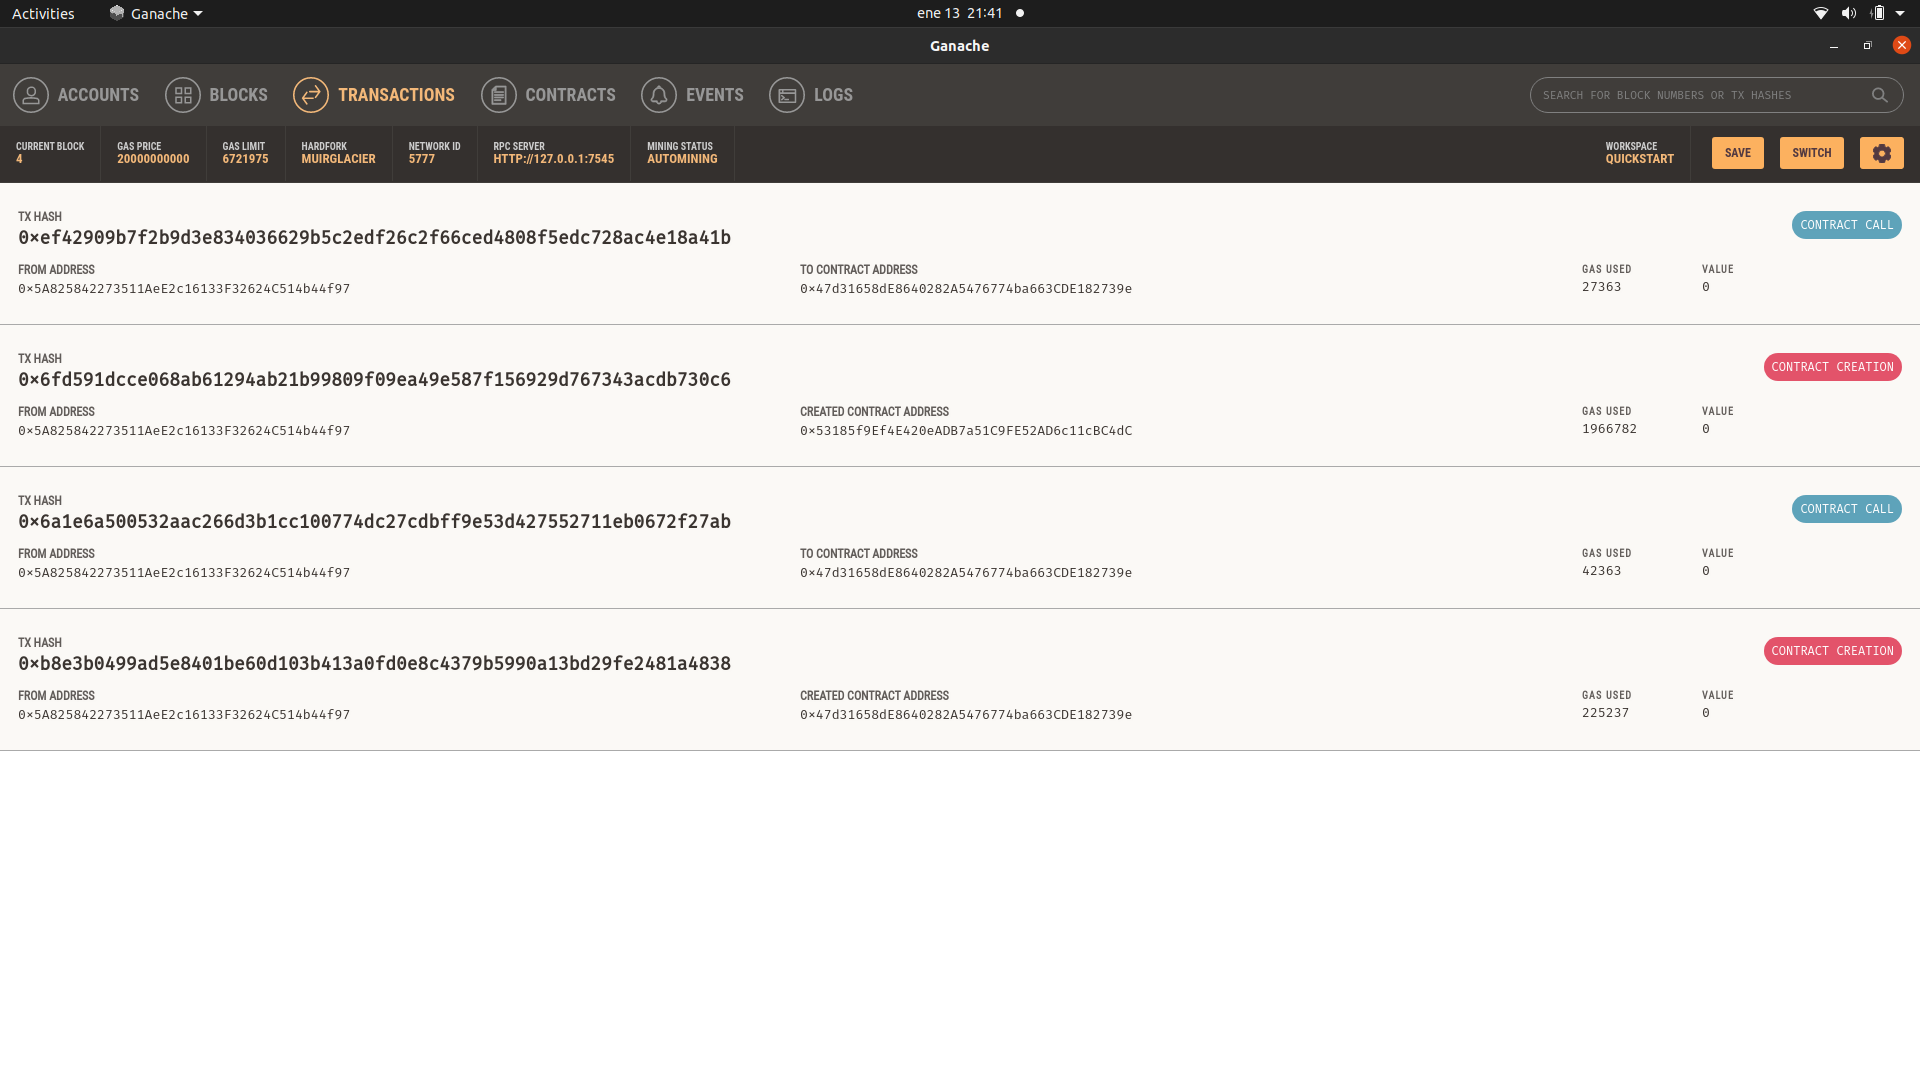 Activities Ganache ene 13 21:41
Ganache
ACCOUNTS BLOCKS TRANSACTIONS CONTRACTS EVENTS LOGS SEARCH FOR BLOCK NUMBERS OR TX HASHES
CURRENT BLOCK GAS PRICE GAS LIMIT HARDFORK NETWORK ID RPC SERVER MINING STATUS WORKSPACE
4 20000000000 6721975 MUIRGLACIER 5777 HTTP://127.0.0.1:7545 AUTOMINING QUICKSTART SAVE SWITCH
TX HASH
0×ef42909b7f2b9d3e834036629b5c2edf26c2f66ced4808f5edc728ac4e18a41b CONTRACT CALL
FROM ADDRESS TO CONTRACT ADDRESS GAS USED VALUE
0×5A825842273511AeE2c16133F32624C514b44f97 0×47d31658dE8640282A5476774ba663CDE182739e 27363 0
TX HASH
0×6fd591dcce068ab61294ab21b99809f09ea49e587f156929d767343acdb730c6 CONTRACT CREATION
FROM ADDRESS CREATED CONTRACT ADDRESS GAS USED VALUE
0×5A825842273511AeE2c16133F32624C514b44f97 0×53185f9Ef4E420eADB7a51C9FE52AD6c11cBC4dC 1966782 0
TX HASH
0×6a1e6a500532aac266d3b1cc100774dc27cdbff9e53d427552711eb0672f27ab CONTRACT CALL
FROM ADDRESS TO CONTRACT ADDRESS GAS USED VALUE
0×5A825842273511AeE2c16133F32624C514b44f97 0×47d31658dE8640282A5476774ba663CDE182739e 42363 0
TX HASH
0×b8e3b0499ad5e8401be60d103b413a0fd0e8c4379b5990a13bd29fe2481a4838 CONTRACT CREATION
FROM ADDRESS CREATED CONTRACT ADDRESS GAS USED VALUE
0×5A825842273511AeE2c16133F32624C514b44f97 0×47d31658dE8640282A5476774ba663CDE182739e 225237 0